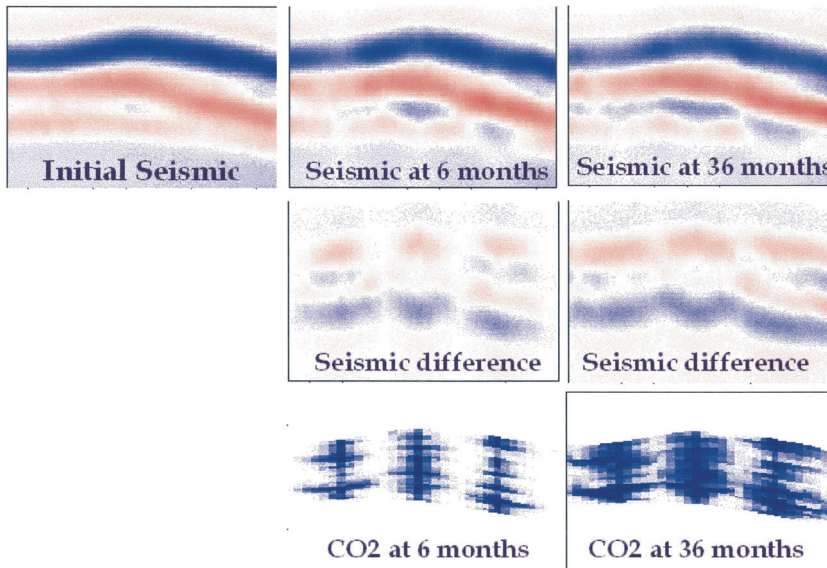 Initial Seismic
Seismic at 6 months
Seismic at 36 months
Seismic difference
Seismic difference
CO2 at 6 months
CO2 at 36 months